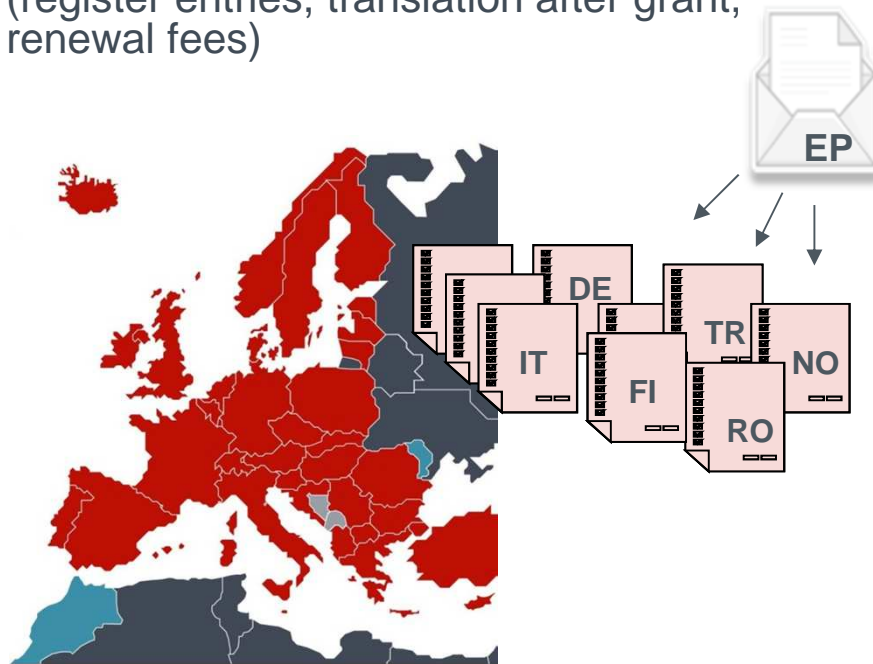 (register entries, translation after grant,
renewal fees)
EP
DE
IT
TR
NO
FI
RO